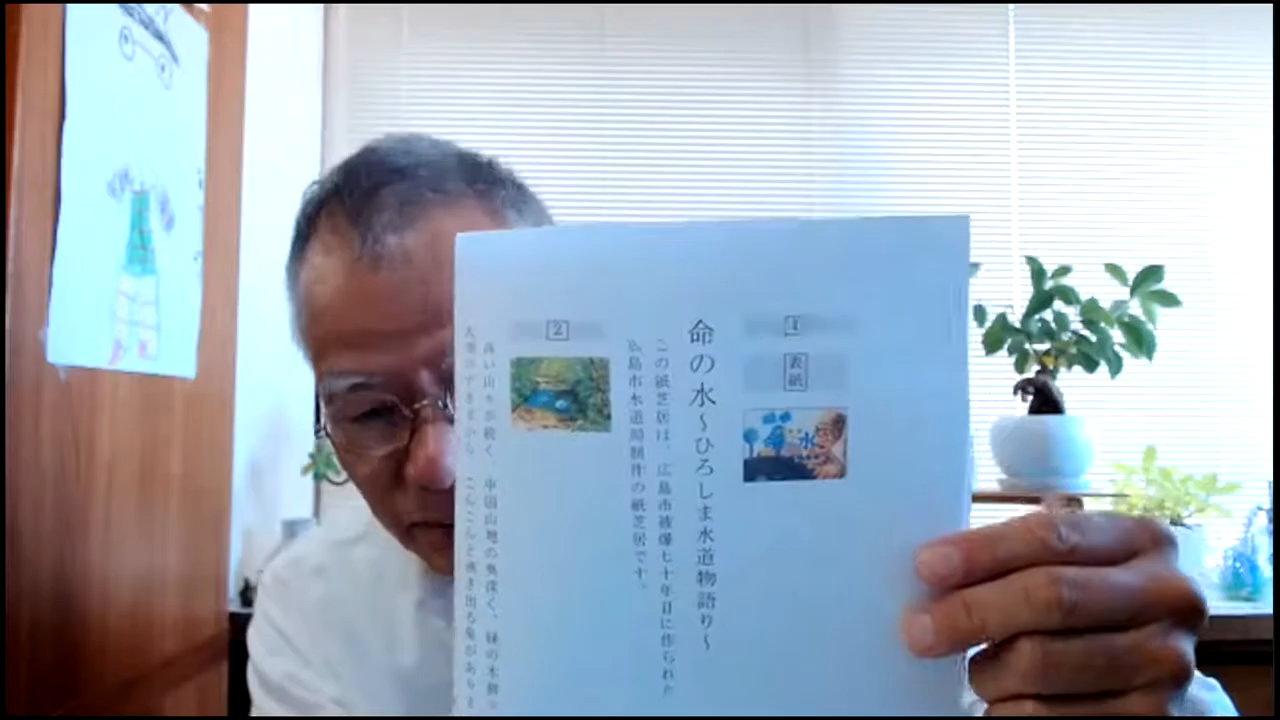 1
表紙
命の水～ひろしま水道物語り～
この紙芝居は、広島市被爆七十年目に作られた
広島市水道局制作の紙芝居です。
2
高い山々が続く、中国山地の奥深く、緑の木樹
こんこんと湧き出る泉があります